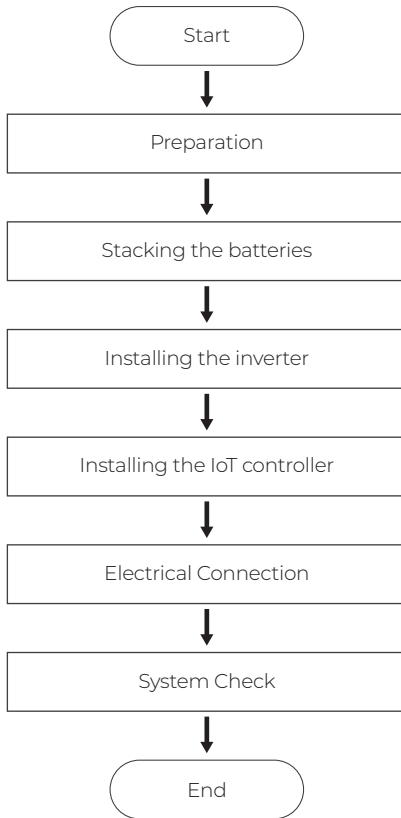 Start
Preparation
Stacking the batteries
Installing the inverter
Installing the IoT controller
Electrical Connection
System Check
End